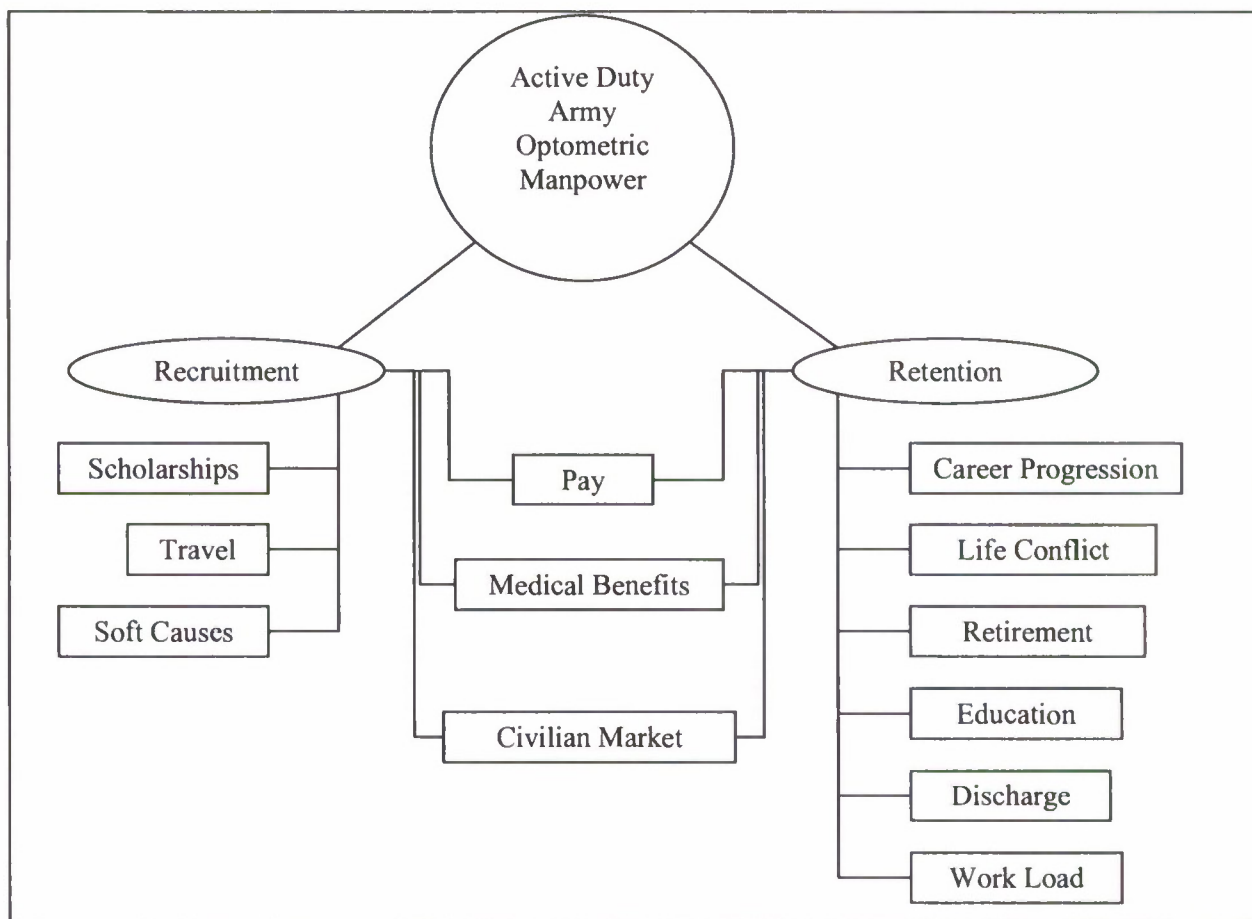 Active Duty
Army
Optometric
Manpower
Recruitment
Retention
Scholarships
Travel
Soft Causes
Pay
Medical Benefits
Civilian Market
Career Progression
Life Conflict
Retirement
Education
Discharge
Work Load